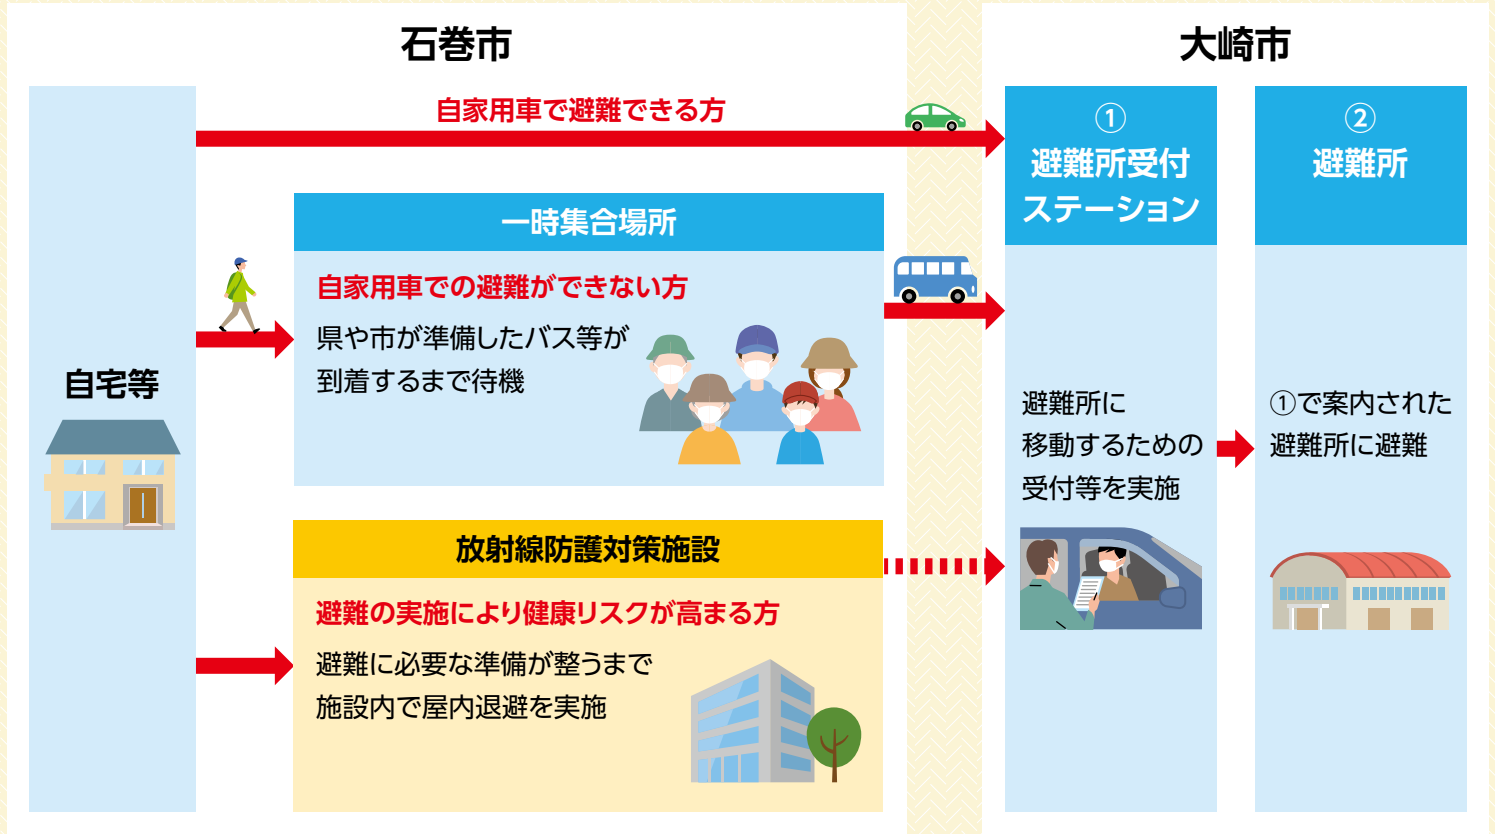 石巻市
自宅等
自家用車で避難できる方
一時集合場所
自家用車での避難ができない方
県や市が準備したバス等が
到着するまで待機
放射線防護対策施設
避難の実施により健康リスクが高まる方
避難に必要な準備が整うまで
施設内で屋内退避を実施
大崎市
①
避難所受付
ステーション
避難所に
移動するための
受付等を実施
②
避難所
①で案内された
避難所に避難